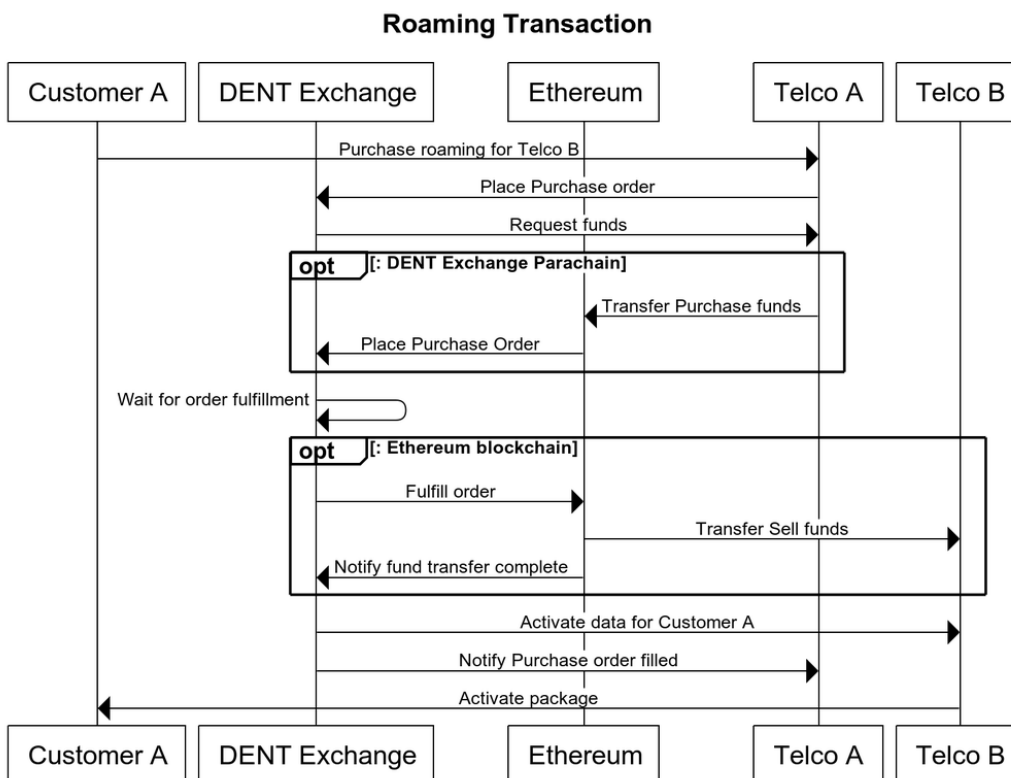 Roaming Transaction
Customer A
DENT Exchange
Ethereum
Telco A
Telco B
Purchase roaming for Telco B
Place Purchase order
Request funds
opt
[: DENT Exchange Parachain]
Transfer Purchase funds
Place Purchase Order
Wait for order fulfillment
opt
[: Ethereum blockchain]
Fulfill order
Transfer Sell funds
Notify fund transfer complete
Activate data for Customer A
Notify Purchase order filled
Activate package
Customer A
DENT Exchange
Ethereum
Telco A
Telco B